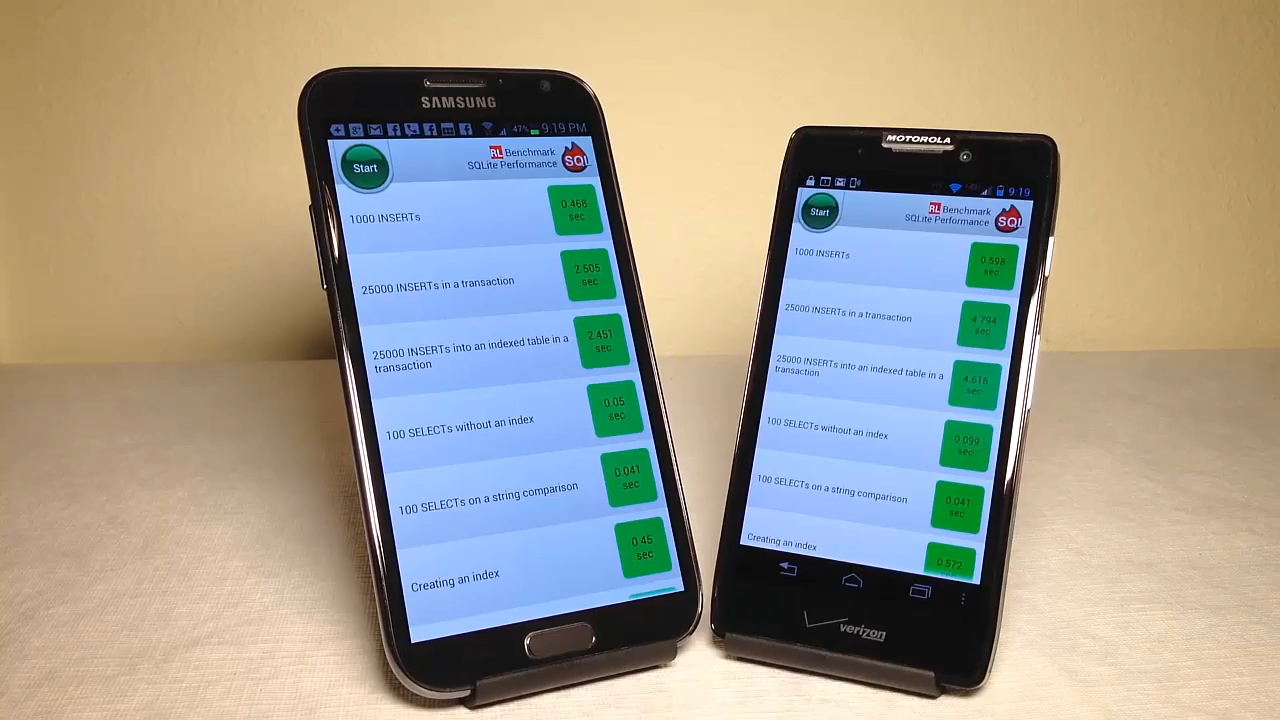 SAMSUNG
47% 9:19 PM
Start
RL Benchmark
SQLite Performance
SQL
1000 INSERTs
0.468
sec
25000 INSERTs in a transaction
2.505
sec
25000 INSERTs into an indexed table in a
transaction
2.451
sec
100 SELECTs without an index
0.05
sec
100 SELECTs on a string comparison
0.041
sec
Creating an index
0.45
sec
MOTOROLA
9:19
Start
RL Benchmark
SQLite Performance
SQL
1000 INSERTs
0.598
sec
25000 INSERTs in a transaction
4.794
sec
25000 INSERTs into an indexed table in a
transaction
4.616
sec
100 SELECTs without an index
0.099
sec
100 SELECTs on a string comparison
0.041
sec
Creating an index
0.572
verizon